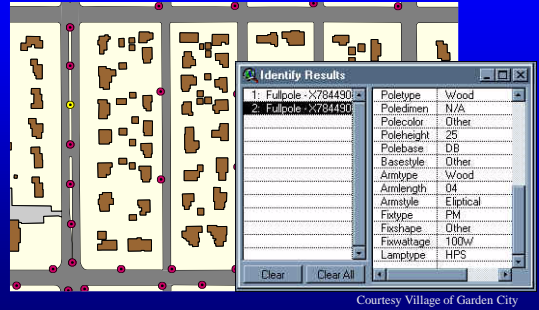 Identify Results
1: Fullpole - X784490
2: Fullpole - X784490
Poletype Wood
Poledimen N/A
Polecolor Other
Poleheight 25
Polebase DB
Basestyle Other
Armtype Wood
Armlength 04
Armstyle Eliptical
Fixtype PM
Fixshape Other
Fixwattage 100W
Lamptype HPS
Clear Clear All
Courtesy Village of Garden City